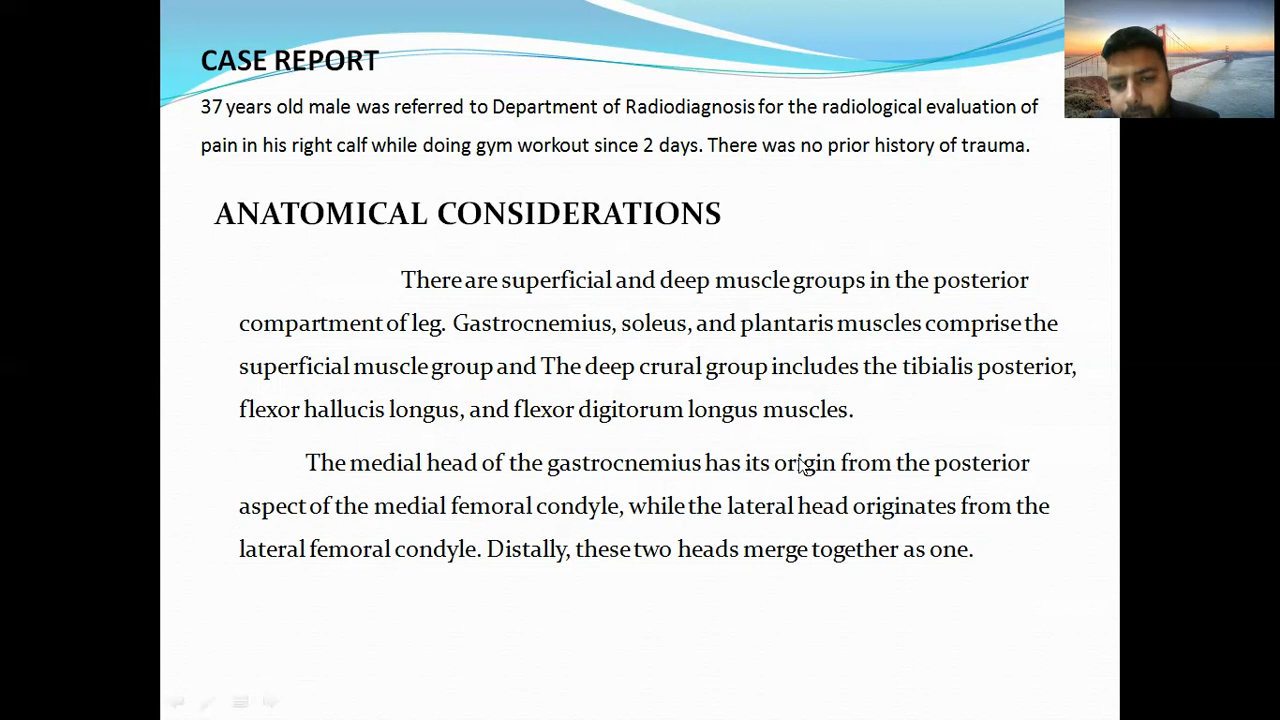 CASE REPORT
37 years old male was referred to Department of Radiodiagnosis for the radiological evaluation of
pain in his right calf while doing gym workout since 2 days. There was no prior history of trauma.
ANATOMICAL CONSIDERATIONS
There are superficial and deep muscle groups in the posterior
compartment of leg. Gastrocnemius, soleus, and plantaris muscles comprise the
superficial muscle group and The deep crural group includes the tibialis posterior,
flexor hallucis longus, and flexor digitorum longus muscles.
The medial head of the gastrocnemius has its origin from the posterior
aspect of the medial femoral condyle, while the lateral head originates from the
lateral femoral condyle. Distally, these two heads merge together as one.